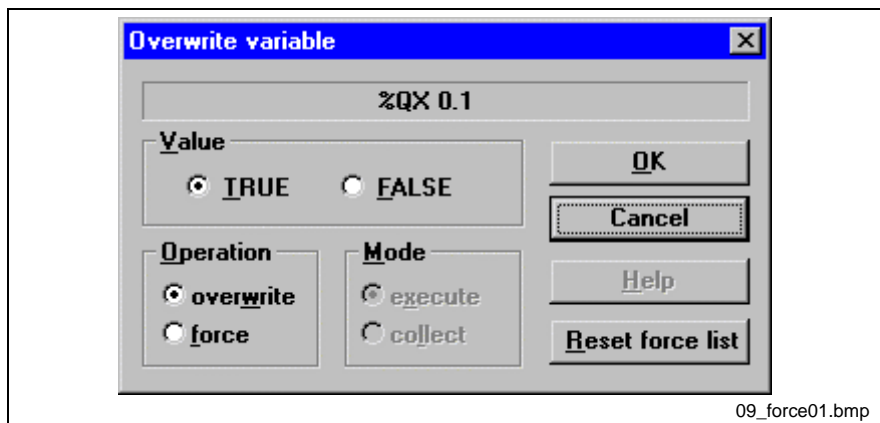 Overwrite variable
%QX 0.1
Value
TRUE FALSE
OK
Cancel
Operation Mode
overwrite execute
force collect
Help
Reset force list
09_force01.bmp